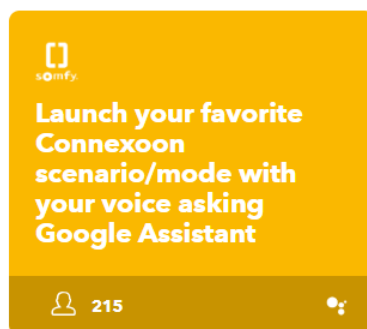 somfy.
Launch your favorite
Connexoon
scenario/mode with
your voice asking
Google Assistant
215